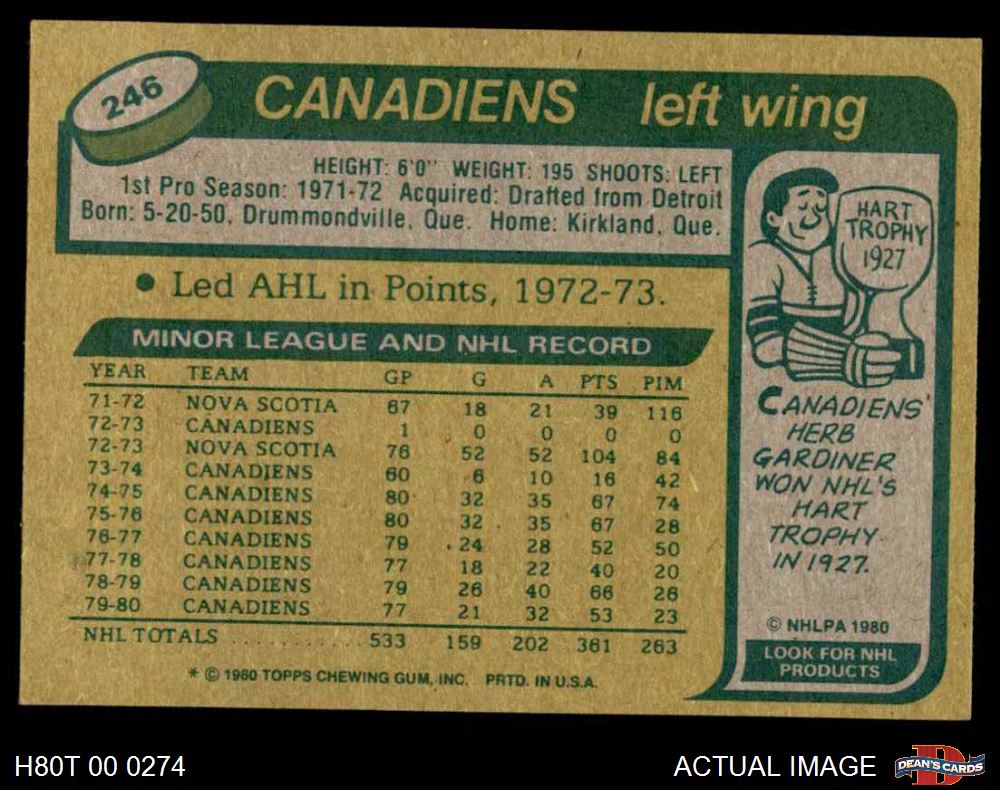 246
CANADIENS left wing
HEIGHT: 6'0" WEIGHT: 195 SHOOTS: LEFT
1st Pro Season: 1971-72 Acquired: Drafted from Detroit
Born: 5-20-50, Drummondville, Que. Home: Kirkland, Que.
• Led AHL in Points, 1972-73.
MINOR LEAGUE AND NHL RECORD
YEAR TEAM GP G A PTS PIM
71-72 NOVA SCOTIA 67 18 21 39 116
72-73 CANADIENS 1 0 0 0 0
72-73 NOVA SCOTIA 76 52 52 104 84
73-74 CANADIENS 60 6 10 16 42
74-75 CANADIENS 80 32 35 67 74
75-76 CANADIENS 80 32 35 67 28
76-77 CANADIENS 79 24 28 52 50
77-78 CANADIENS 77 18 22 40 20
78-79 CANADIENS 79 26 40 66 26
79-80 CANADIENS 77 21 32 53 23
NHL TOTALS .......... 533 159 202 361 263
* © 1980 TOPPS CHEWING GUM, INC. PRTD. IN U.S.A.
HART
TROPHY
1927
CANADIENS'
HERB
GARDINER
WON NHL'S
HART
TROPHY
IN 1927.
© NHLPA 1980
LOOK FOR NHL
PRODUCTS
H80T 00 0274
ACTUAL IMAGE
DEAN'S CARDS